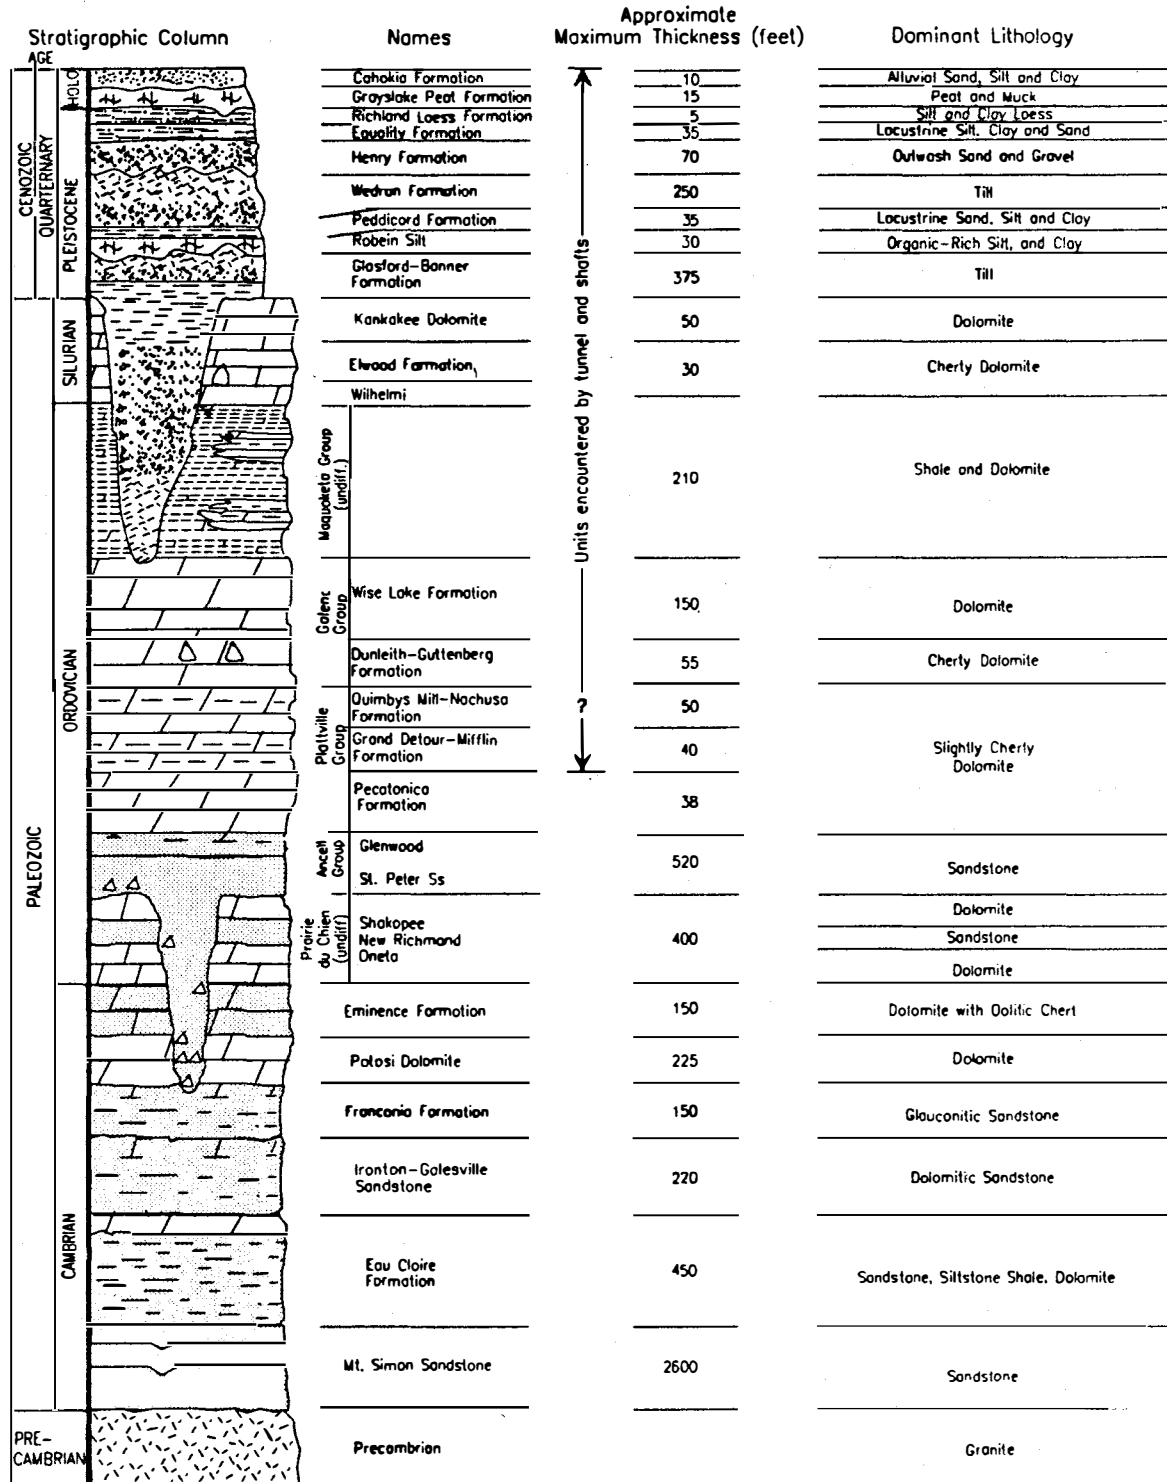 Stratigraphic Column
Names
Approximate
Maximum Thickness (feet)
Dominant Lithology
AGE
CENOZOIC
QUARTERNARY
HOLO
PLEISTOCENE
Cahokia Formation
10
Alluvial Sand, Silt and Clay
Grayslake Peat Formation
15
Peat and Muck
Richland Loess Formation
5
Silt and Clay Loess
Equality Formation
35
Locustrine Silt, Clay and Sand
Henry Formation
70
Outwash Sand and Gravel
Wedron Formation
250
Till
Peddicord Formation
35
Locustrine Sand, Silt and Clay
Robein Silt
30
Organic-Rich Silt, and Clay
Glasford-Banner
Formation
375
Till
Units encountered by tunnel and shafts
?
PALEOZOIC
SILURIAN
Kankakee Dolomite
50
Dolomite
Elwood Formation,
30
Cherty Dolomite
Wilhelmi
ORDOVICIAN
Maquoketa Group
(undiff.)
210
Shale and Dolomite
Galena
Group
Wise Lake Formation
150
Dolomite
Dunleith-Guttenberg
Formation
55
Cherty Dolomite
Plattville
Group
Quimbys Mill-Nachusa
Formation
50
Grand Detour-Mifflin
Formation
40
Slightly Cherty
Dolomite
Pecatonica
Formation
38
Ancell
Group
Glenwood
St. Peter Ss
520
Sandstone
Prairie
du Chien
(undiff)
Shakopee
New Richmond
Oneta
400
Dolomite
Sandstone
Dolomite
CAMBRIAN
Eminence Formation
150
Dolomite with Oolitic Chert
Potosi Dolomite
225
Dolomite
Franconia Formation
150
Glauconitic Sandstone
Ironton-Galesville
Sandstone
220
Dolomitic Sandstone
Eau Claire
Formation
450
Sandstone, Siltstone Shale, Dolomite
Mt. Simon Sandstone
2600
Sandstone
PRE-
CAMBRIAN
Precambrian
Granite